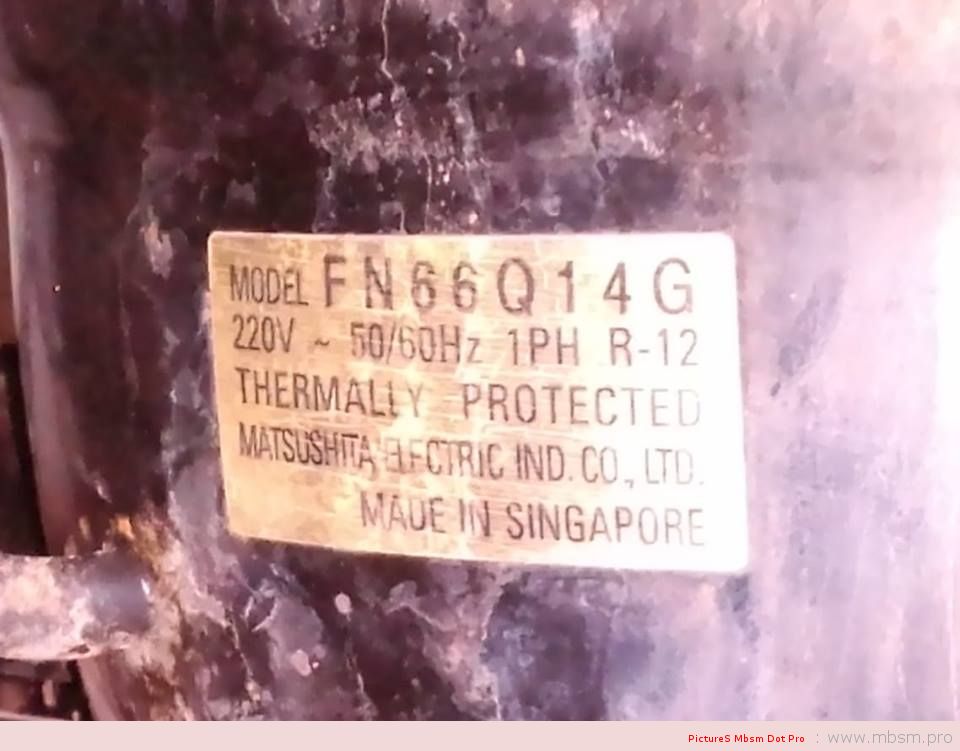 MODEL FN66Q14G
220V ~ 50/60Hz 1PH R-12
THERMALLY PROTECTED
MATSUSHITA ELECTRIC IND. CO., LTD.
MADE IN SINGAPORE
PictureS Mbsm Dot Pro : www.mbsm.pro